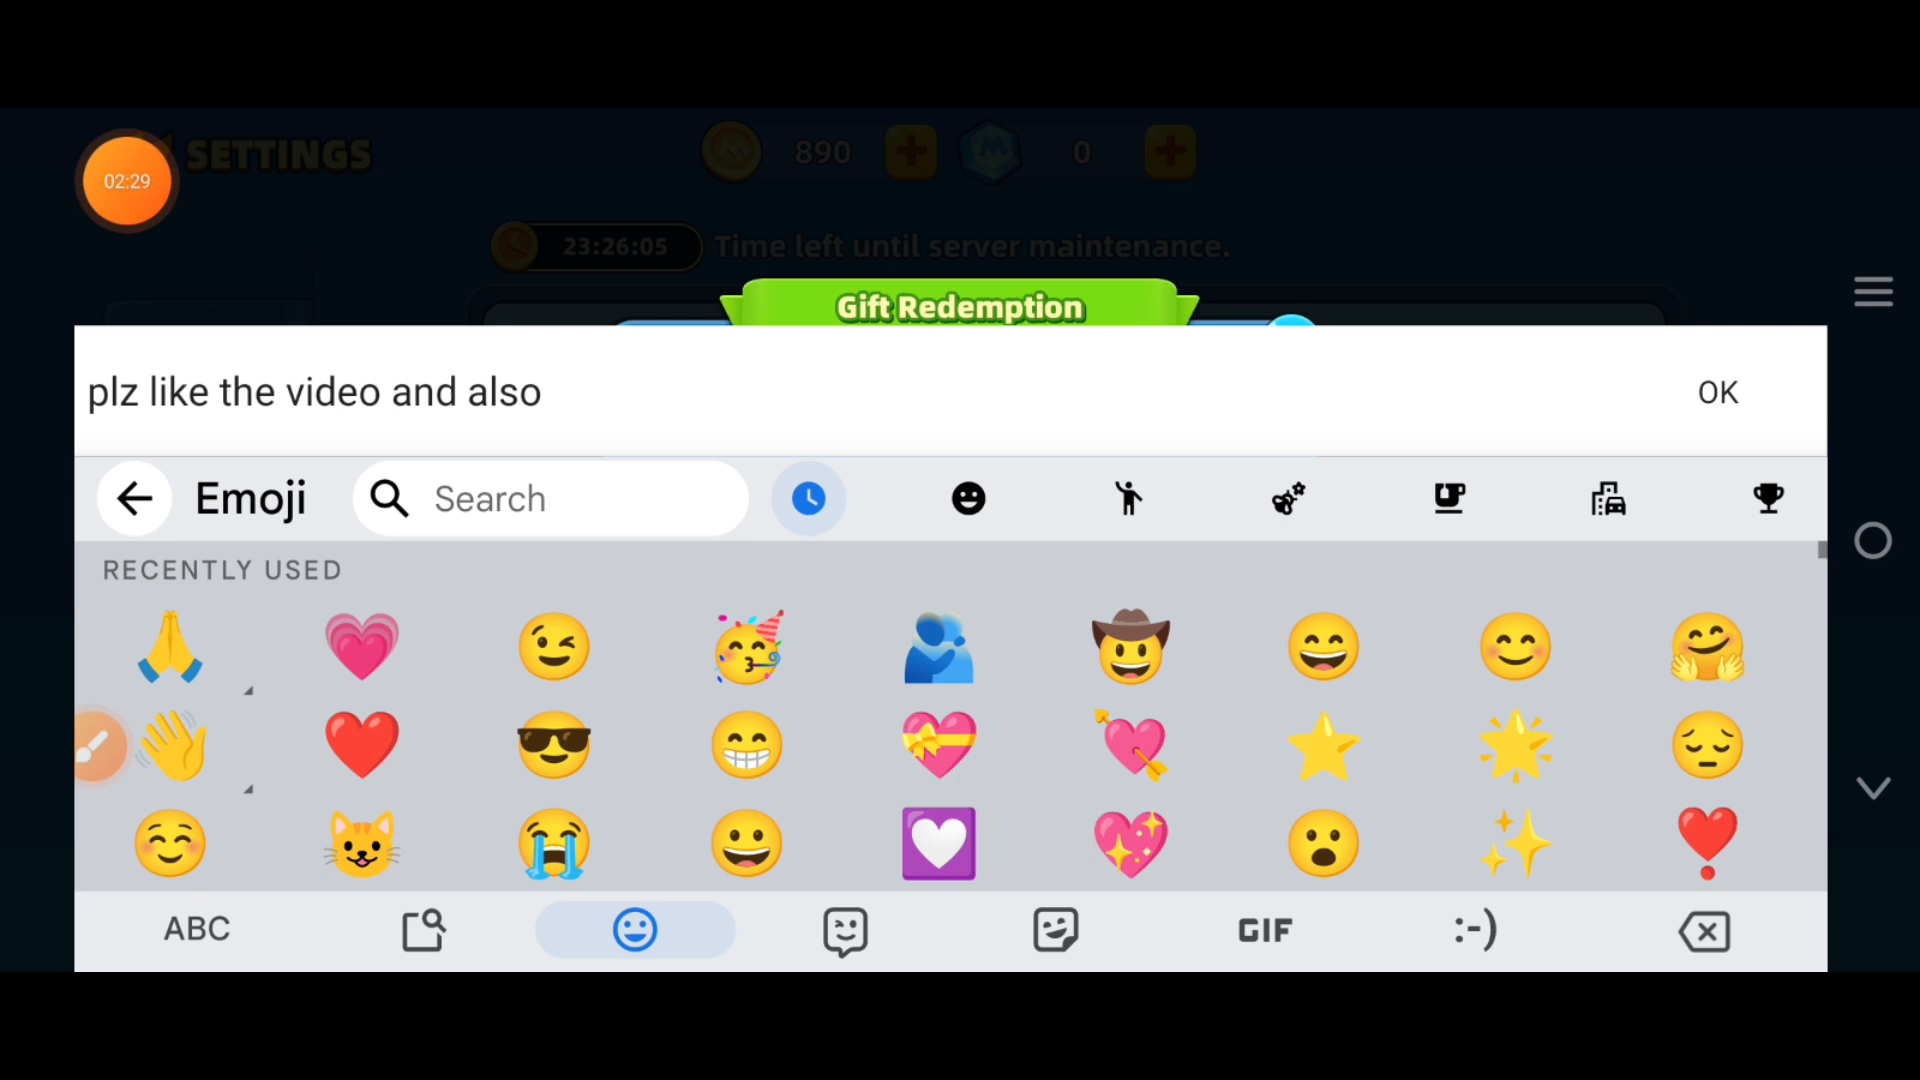 SETTINGS
890
0
02:29
23:26:05 Time left until server maintenance.
Gift Redemption
plz like the video and also
OK
Emoji
Search
RECENTLY USED
ABC
GIF
:-)